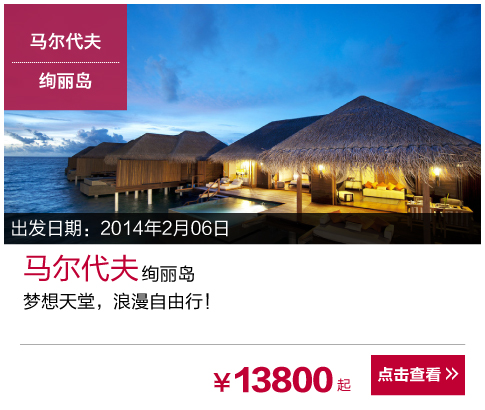 马尔代夫
绚丽岛
出发日期：2014年2月06日
马尔代夫 绚丽岛
梦想天堂，浪漫自由行！
¥13800起 点击查看 »